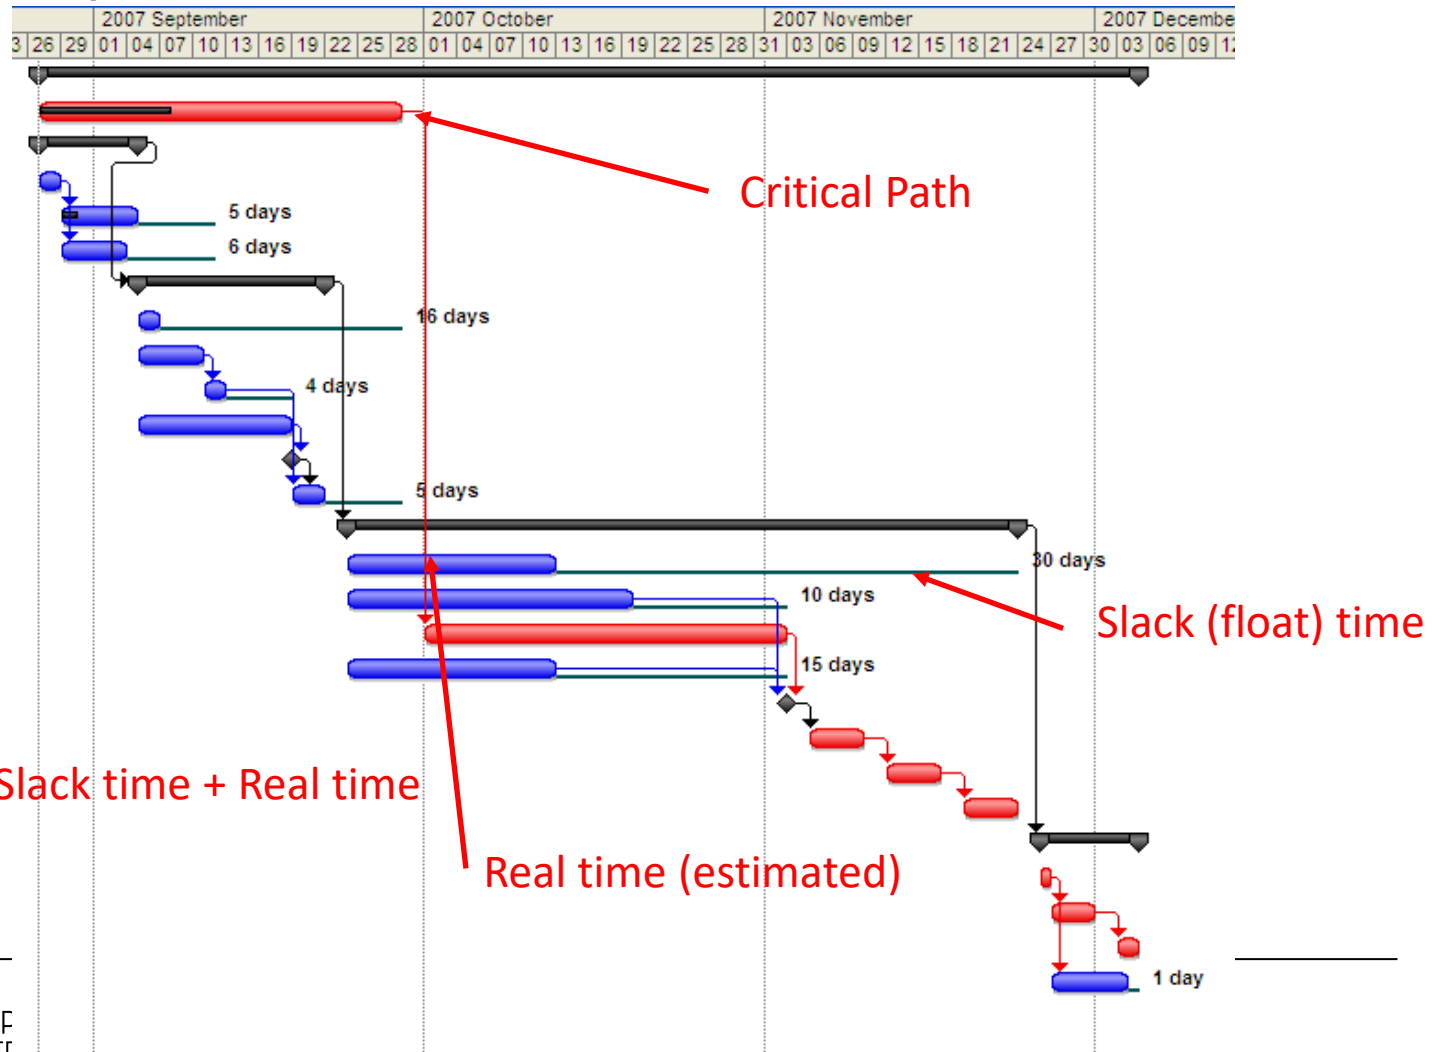 2007 September 2007 October 2007 November 2007 Decembe
3 26 29 01 04 07 10 13 16 19 22 25 28 01 04 07 10 13 16 19 22 25 28 31 03 06 09 12 15 18 21 24 27 30 03 06 09 12
Critical Path
5 days
6 days
16 days
4 days
5 days
30 days
10 days
Slack (float) time
15 days
Slack time + Real time
Real time (estimated)
1 day